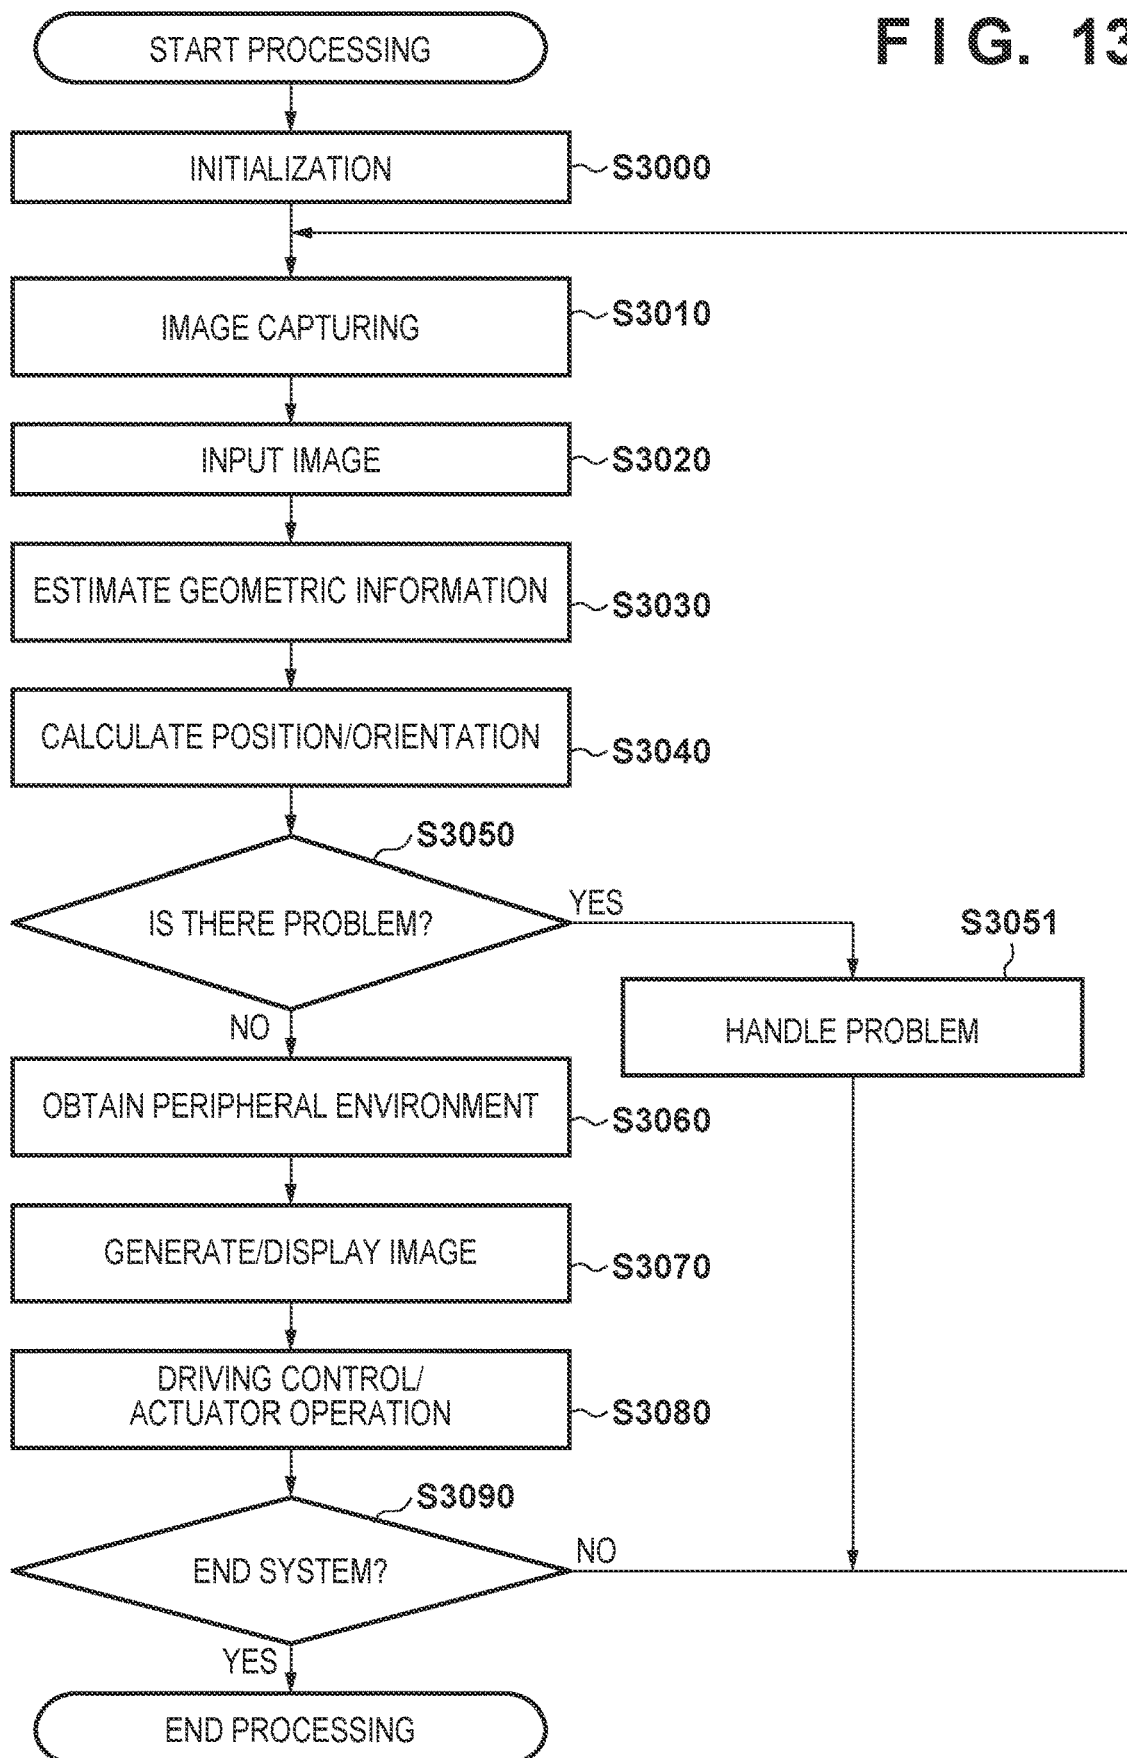 START PROCESSING
FIG. 13
INITIALIZATION
S3000
IMAGE CAPTURING
S3010
INPUT IMAGE
S3020
ESTIMATE GEOMETRIC INFORMATION
S3030
CALCULATE POSITION/ORIENTATION
S3040
S3050
IS THERE PROBLEM?
YES
S3051
HANDLE PROBLEM
NO
OBTAIN PERIPHERAL ENVIRONMENT
S3060
GENERATE/DISPLAY IMAGE
S3070
DRIVING CONTROL/
ACTUATOR OPERATION
S3080
S3090
END SYSTEM?
NO
YES
END PROCESSING